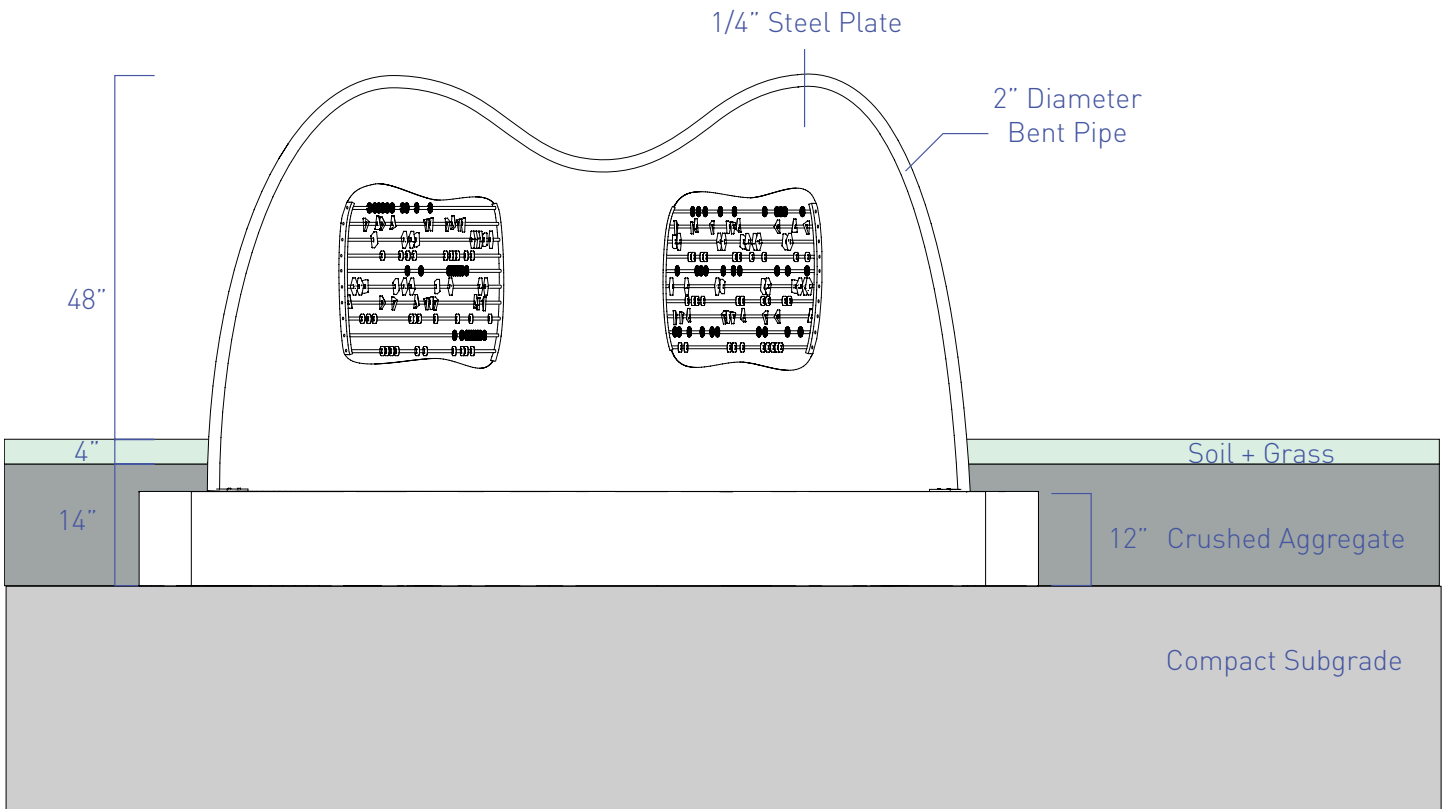 1/4” Steel Plate
2” Diameter
Bent Pipe
48”
4”
Soil + Grass
14”
12” Crushed Aggregate
Compact Subgrade